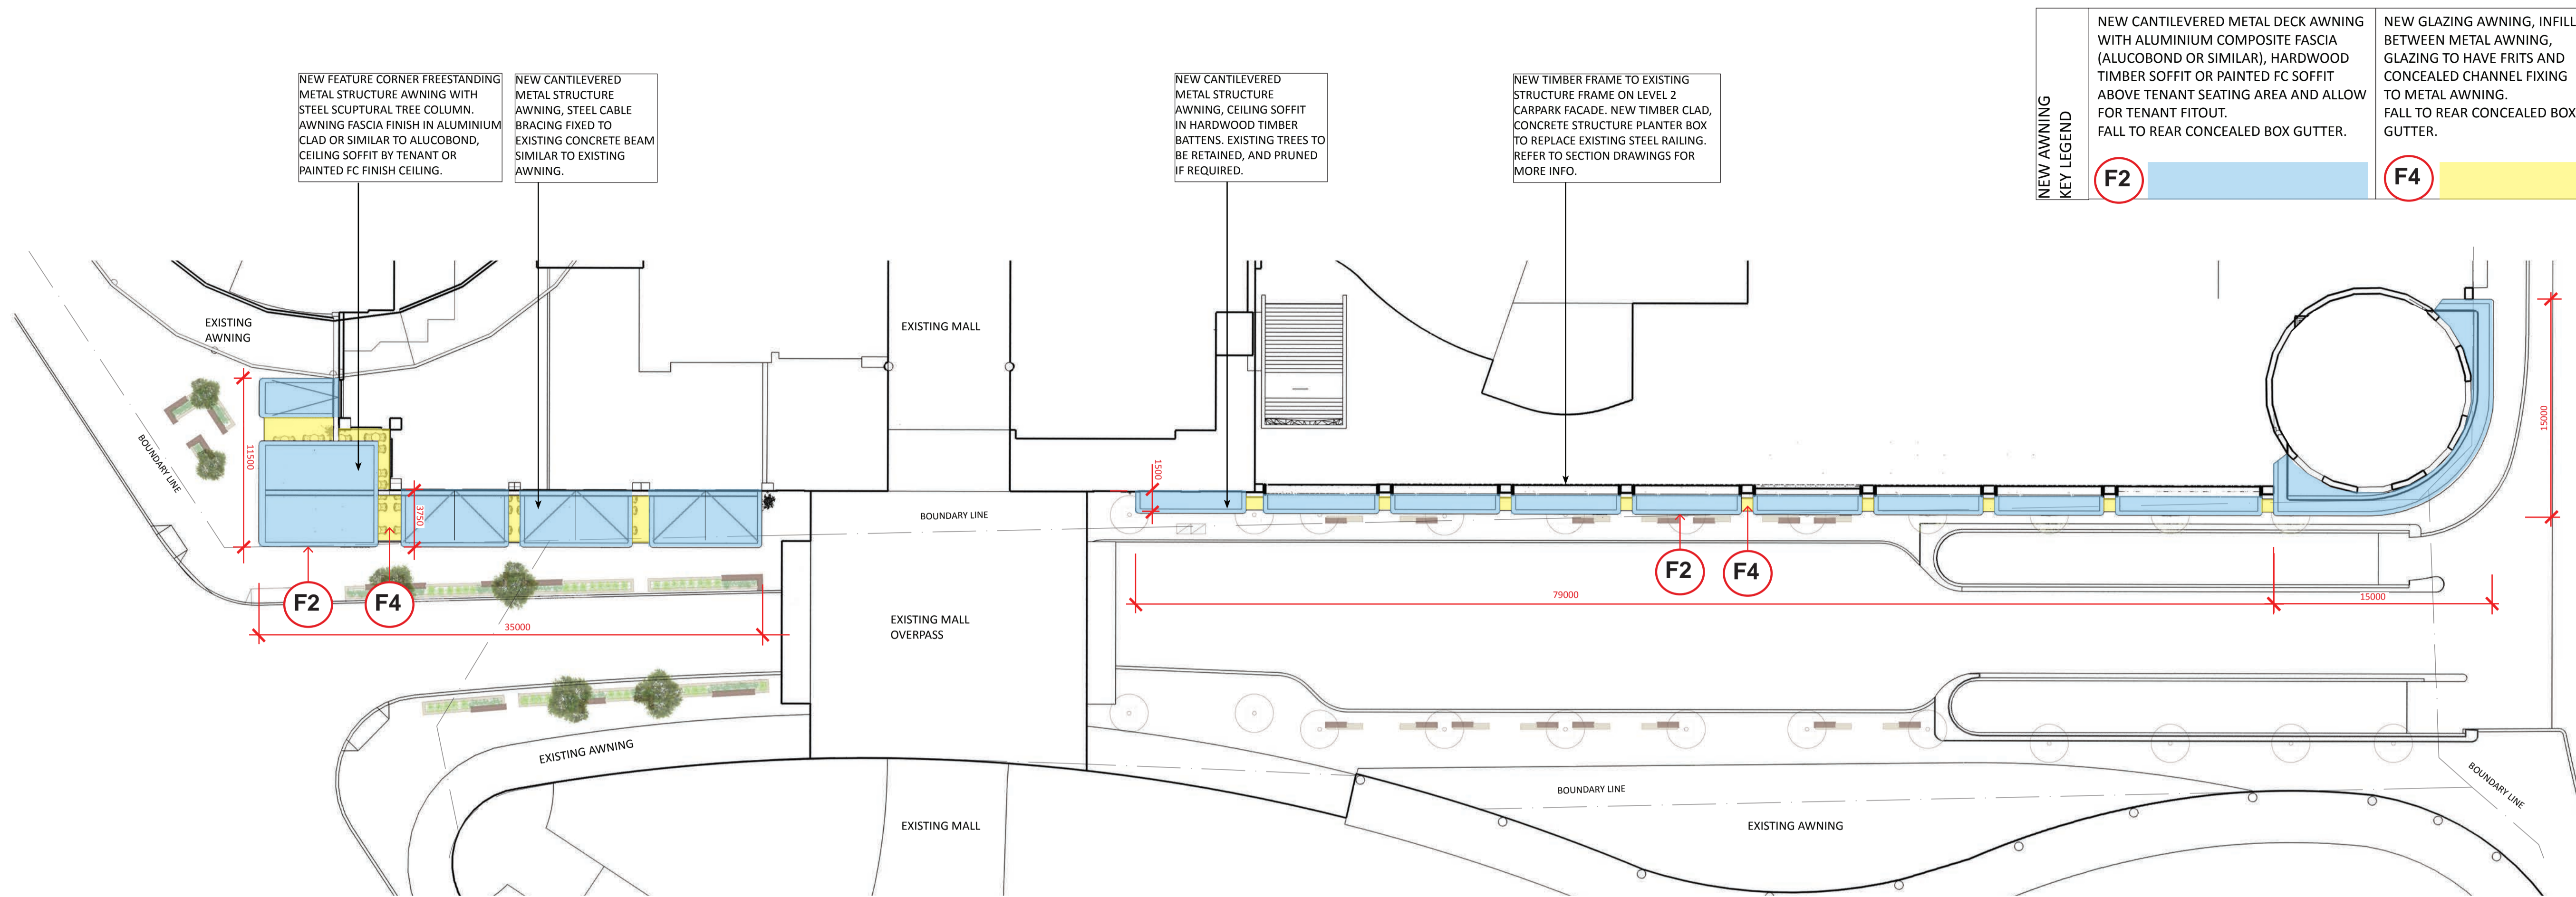 NEW AWNING
KEY LEGEND
NEW CANTILEVERED METAL DECK AWNING
WITH ALUMINIUM COMPOSITE FASCIA
(ALUCOBOND OR SIMILAR), HARDWOOD
TIMBER SOFFIT OR PAINTED FC SOFFIT
ABOVE TENANT SEATING AREA AND ALLOW
FOR TENANT FITOUT.
FALL TO REAR CONCEALED BOX GUTTER.
F2
NEW GLAZING AWNING, INFILL
BETWEEN METAL AWNING,
GLAZING TO HAVE FRITS AND
CONCEALED CHANNEL FIXING
TO METAL AWNING.
FALL TO REAR CONCEALED BOX
GUTTER.
F4
NEW FEATURE CORNER FREESTANDING
METAL STRUCTURE AWNING WITH
STEEL SCUPTURAL TREE COLUMN.
AWNING FASCIA FINISH IN ALUMINIUM
CLAD OR SIMILAR TO ALUCOBOND,
CEILING SOFFIT BY TENANT OR
PAINTED FC FINISH CEILING.
NEW CANTILEVERED
METAL STRUCTURE
AWNING, STEEL CABLE
BRACING FIXED TO
EXISTING CONCRETE BEAM
SIMILAR TO EXISTING
AWNING.
NEW CANTILEVERED
METAL STRUCTURE
AWNING, CEILING SOFFIT
IN HARDWOOD TIMBER
BATTENS. EXISTING TREES TO
BE RETAINED, AND PRUNED
IF REQUIRED.
NEW TIMBER FRAME TO EXISTING
STRUCTURE FRAME ON LEVEL 2
CARPARK FACADE. NEW TIMBER CLAD,
CONCRETE STRUCTURE PLANTER BOX
TO REPLACE EXISTING STEEL RAILING.
REFER TO SECTION DRAWINGS FOR
MORE INFO.
EXISTING
AWNING
EXISTING MALL
BOUNDARY LINE
11500
3750
1500
15000
BOUNDARY LINE
F2
F4
F2
F4
35000
79000
15000
EXISTING MALL
OVERPASS
EXISTING AWNING
BOUNDARY LINE
BOUNDARY LINE
EXISTING MALL
EXISTING AWNING